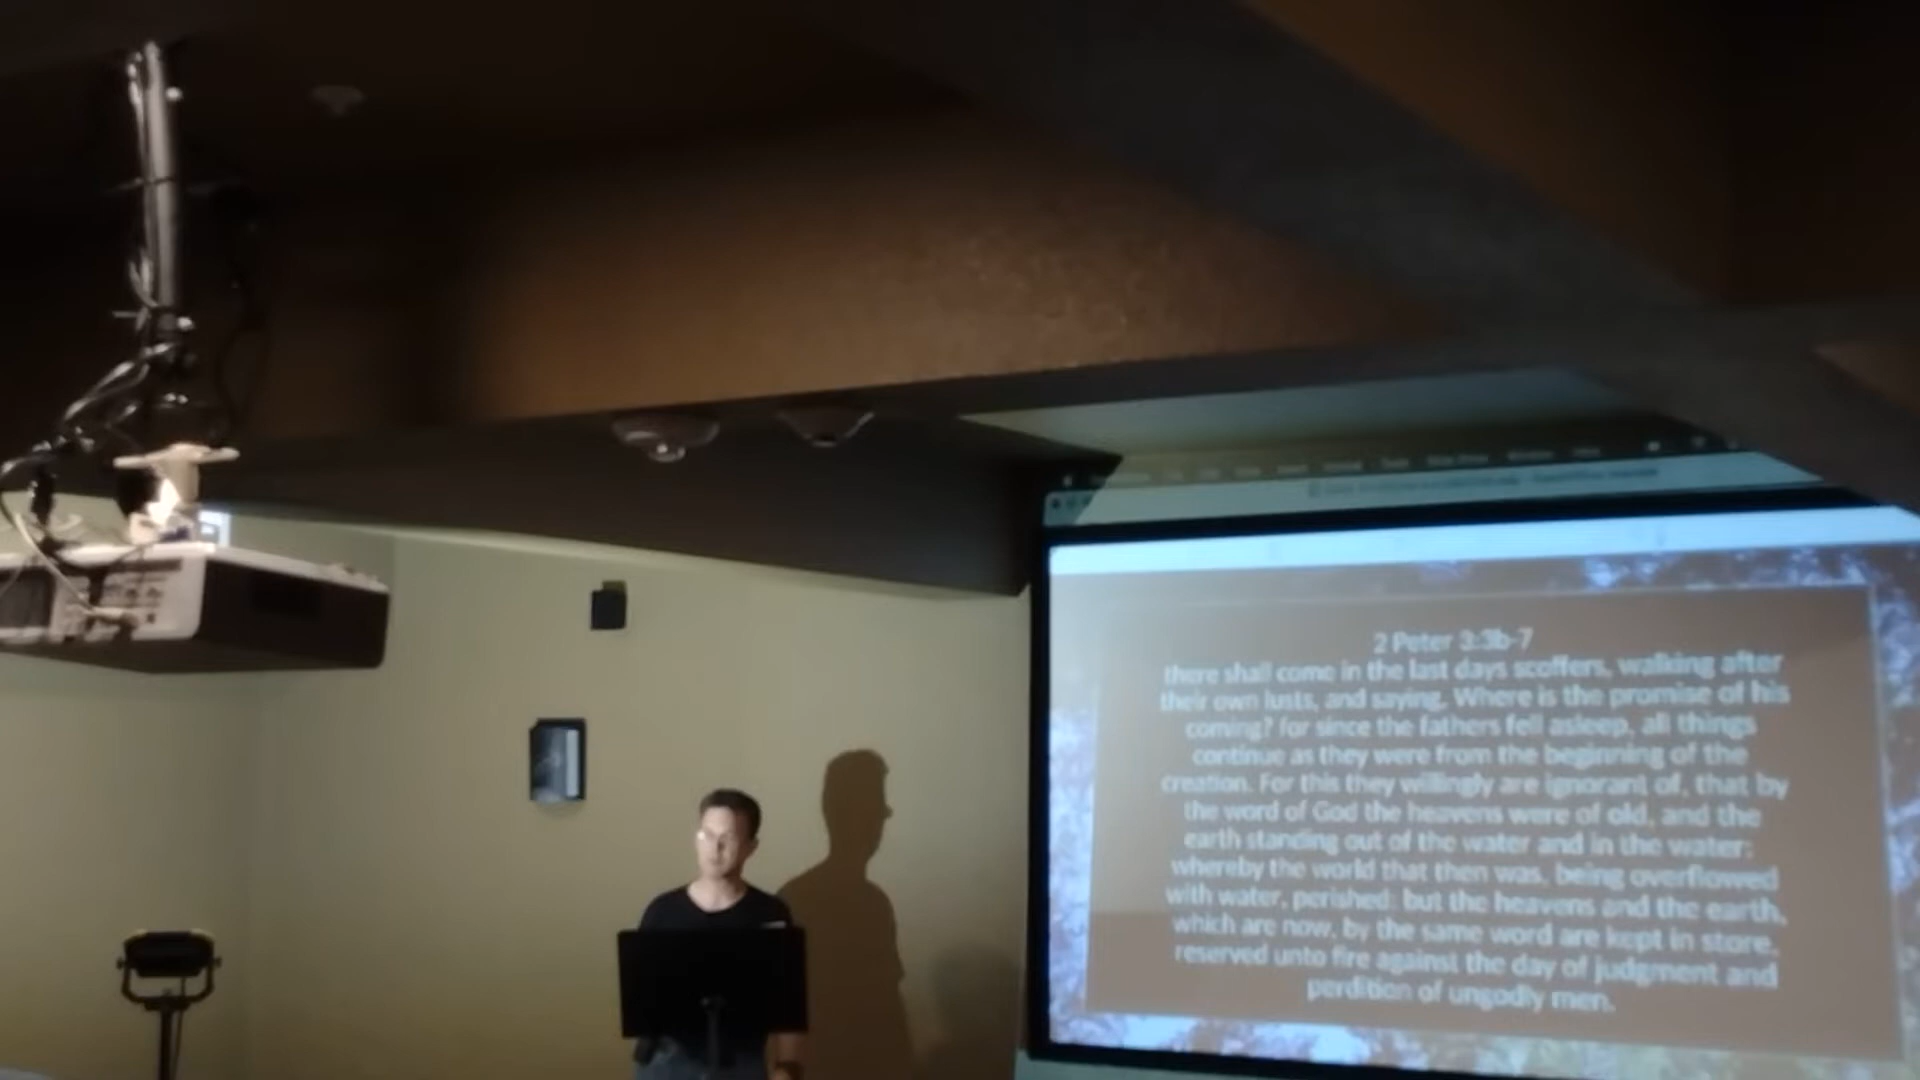 2 Peter 3:3b-7
there shall come in the last days scoffers, walking after
their own lusts, and saying, Where is the promise of his
coming? for since the fathers fell asleep, all things
continue as they were from the beginning of the
creation. For this they willingly are ignorant of, that by
the word of God the heavens were of old, and the
earth standing out of the water and in the water:
whereby the world that then was, being overflowed
with water, perished: but the heavens and the earth,
which are now, by the same word are kept in store,
reserved unto fire against the day of judgment and
perdition of ungodly men.